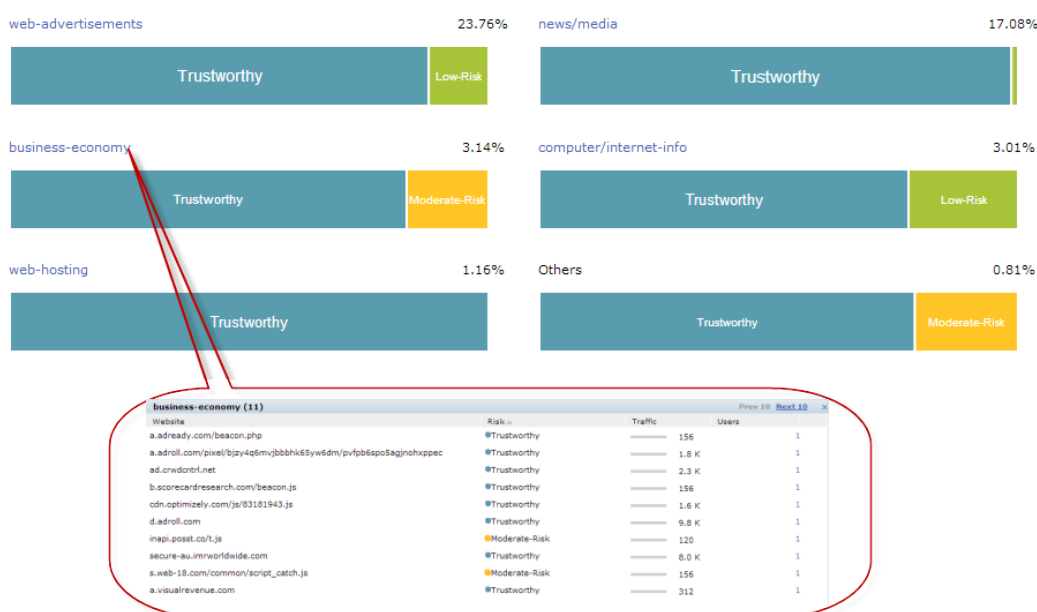 web-advertisements 23.76% news/media 17.08%
Trustworthy Low-Risk Trustworthy
business-economy 3.14% computer/internet-info 3.01%
Trustworthy Moderate-Risk Trustworthy Low-Risk
web-hosting 1.16% Others 0.81%
Trustworthy Trustworthy Moderate-Risk
business-economy (11) Prev 10 Next 10 x
Website Risk Traffic Users
a.adready.com/beacon.php Trustworthy 156 1
a.adroll.com/pixel/bjzy4q6mvjbbbhk65yw6dm/pvfpb6spo5agjnohxppec Trustworthy 1.8 K 1
ad.crwdcntrl.net Trustworthy 2.3 K 1
b.scorecardresearch.com/beacon.js Trustworthy 156 1
cdn.optimizely.com/js/83181943.js Trustworthy 1.6 K 1
d.adroll.com Trustworthy 9.8 K 1
inapi.posst.co/t.js Moderate-Risk 120 1
secure-au.imrworldwide.com Trustworthy 8.0 K 1
s.web-18.com/common/script_catch.js Moderate-Risk 156 1
a.visualrevenue.com Trustworthy 312 1